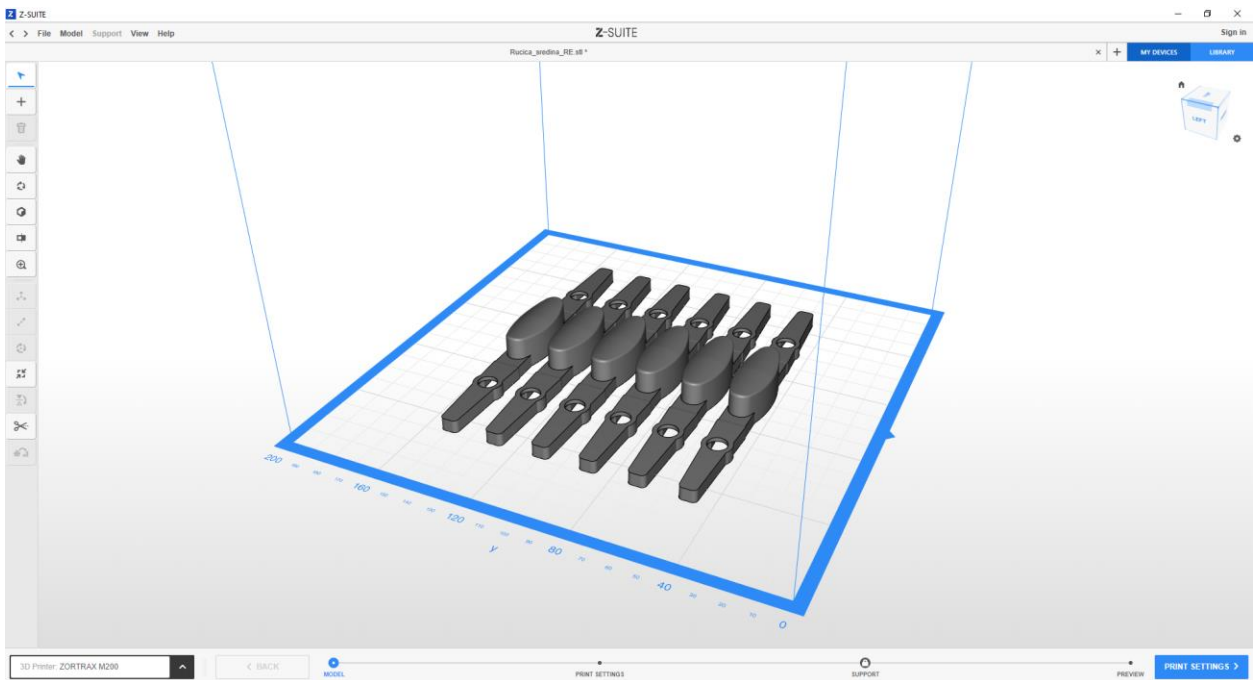 Z-SUITE
File Model Support View Help
Z-SUITE
Sign in
Rucica_sredina_RE.stl *
MY DEVICES
LIBRARY
LEFT
200
160
120
y
80
40
0
3D Printer: ZORTRAX M200
< BACK
MODEL
PRINT SETTINGS
SUPPORT
PREVIEW
PRINT SETTINGS >